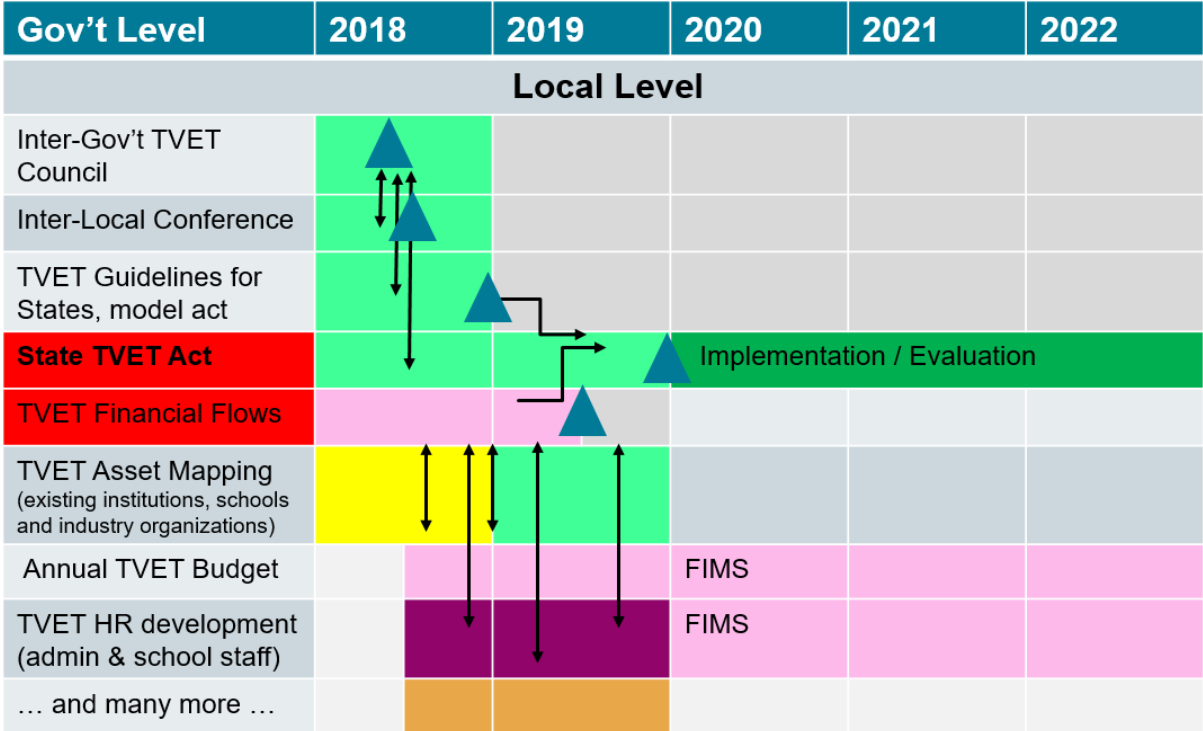 Gov't Level 2018 2019 2020 2021 2022
Local Level
Inter-Gov't TVET
Council
Inter-Local Conference
TVET Guidelines for
States, model act
State TVET Act
Implementation / Evaluation
TVET Financial Flows
TVET Asset Mapping
(existing institutions, schools
and industry organizations)
Annual TVET Budget
FIMS
TVET HR development
FIMS
(admin & school staff)
… and many more …